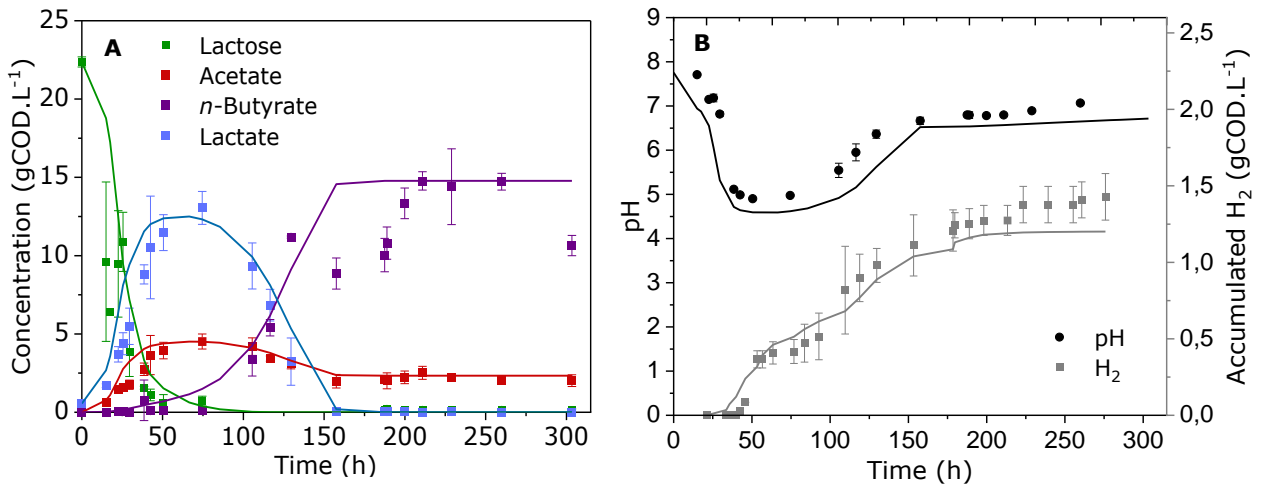 A
Lactose
Acetate
n-Butyrate
Lactate
25
20
15
10
5
0
Concentration (gCOD.L⁻¹)
0 50 100 150 200 250 300
Time (h)
B
9
8
7
6
5
4
3
2
1
0
pH
2,5
2,0
1,5
1,0
0,5
0,0
Accumulated H₂ (gCOD.L⁻¹)
pH
H₂
0 50 100 150 200 250 300
Time (h)